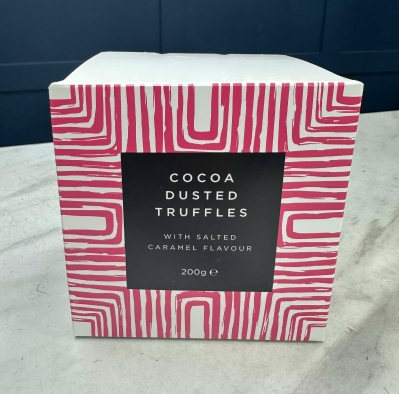 COCOA
DUSTED
TRUFFLES
WITH SALTED
CARAMEL FLAVOUR
200g ℮